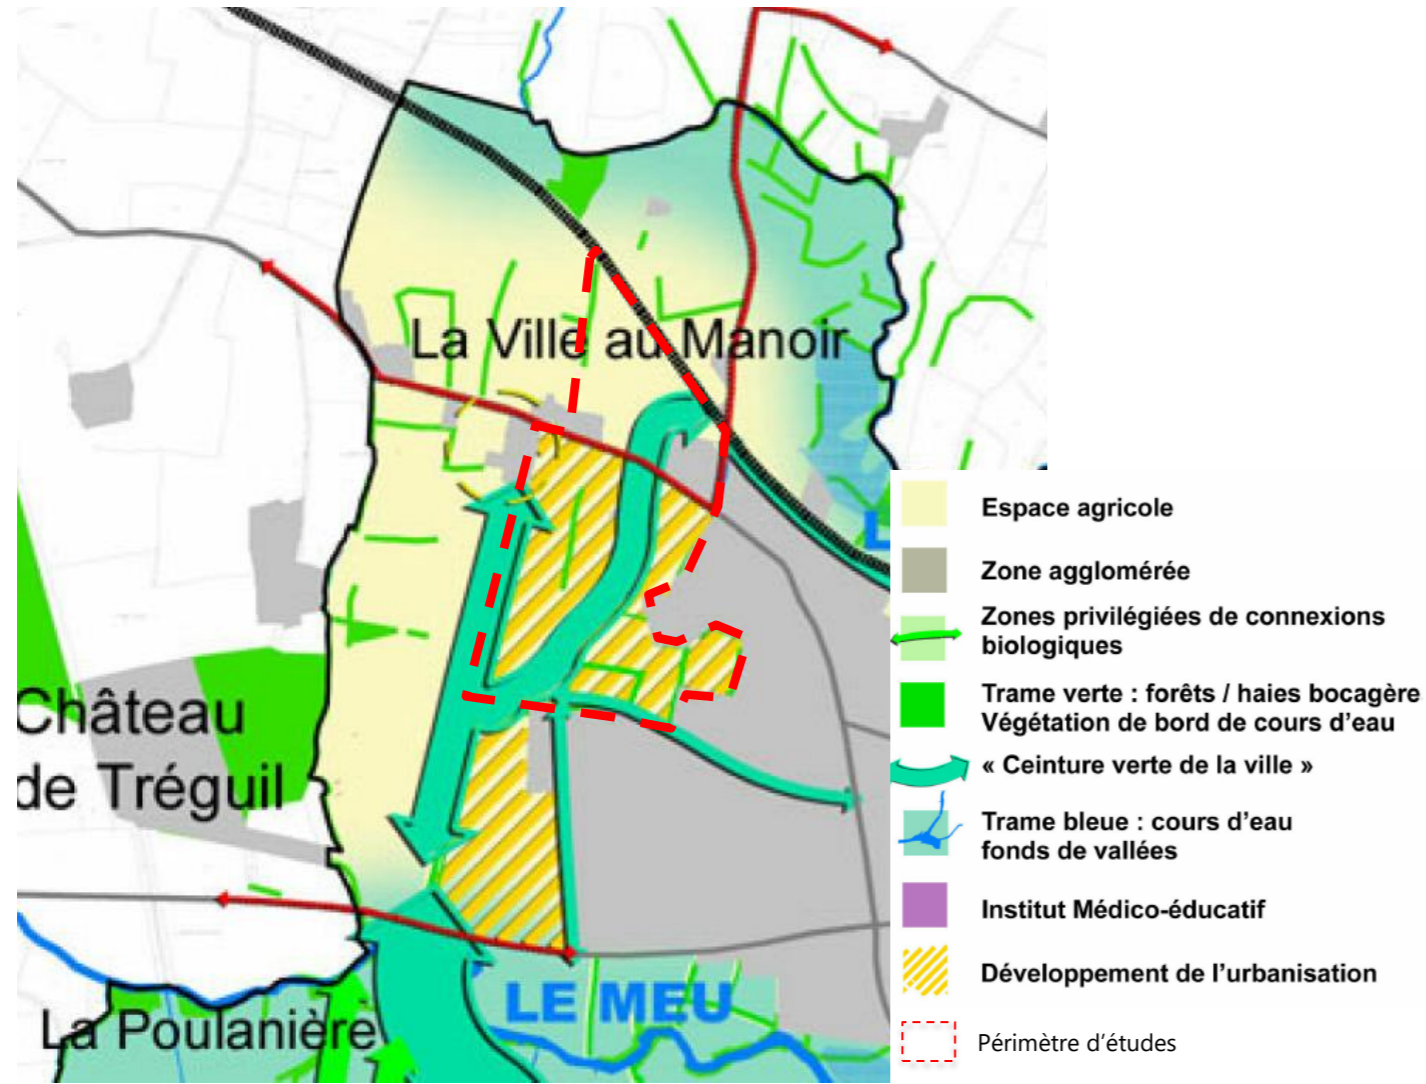 La Ville au Manoir
Château
de Tréguil
La Poulanière
LE MEU
L
Espace agricole
Zone agglomérée
Zones privilégiées de connexions
biologiques
Trame verte : forêts / haies bocagère
Végétation de bord de cours d'eau
« Ceinture verte de la ville »
Trame bleue : cours d'eau
fonds de vallées
Institut Médico-éducatif
Développement de l'urbanisation
Périmètre d'études